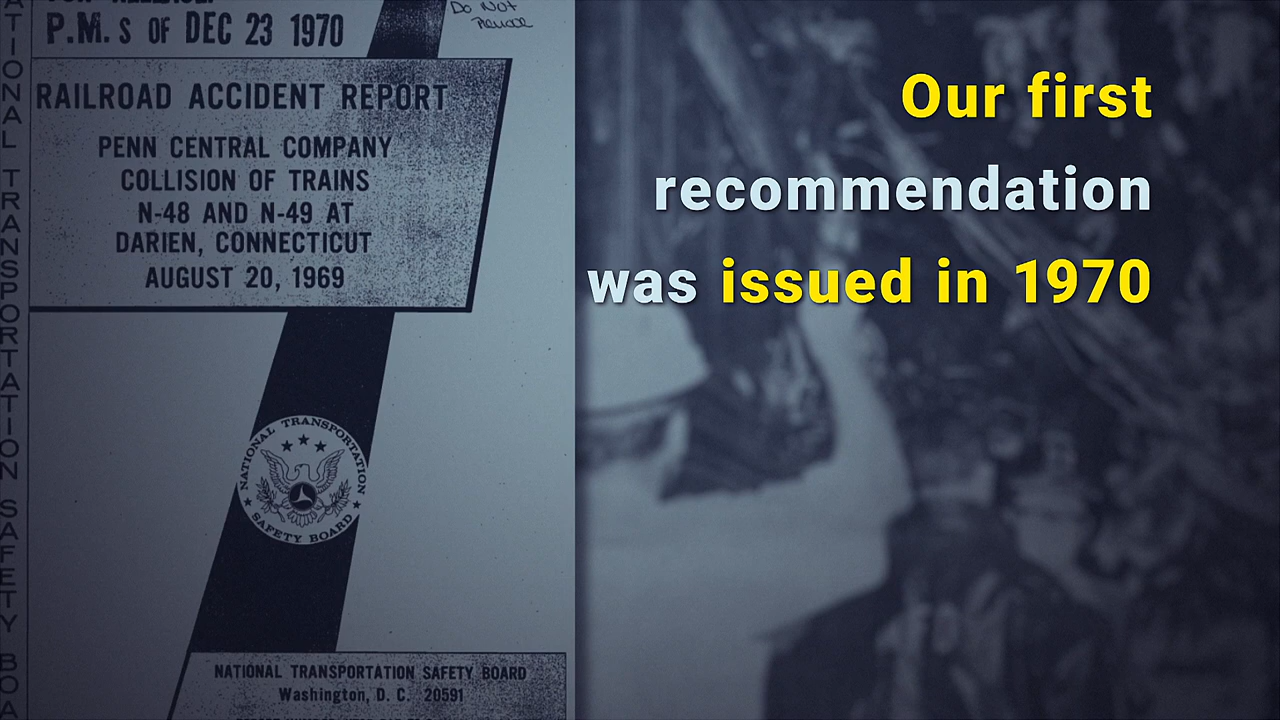 P.M. S OF DEC 23 1970
Do Not
Remove
RAILROAD ACCIDENT REPORT
PENN CENTRAL COMPANY
COLLISION OF TRAINS
N-48 AND N-49 AT
DARIEN, CONNECTICUT
AUGUST 20, 1969
NATIONAL TRANSPORTATION
SAFETY BOARD
NATIONAL TRANSPORTATION SAFETY BOARD
Washington, D. C. 20591
ATIONAL TRANSPORTATION SAFETY BOA
Our first
recommendation
was issued in 1970